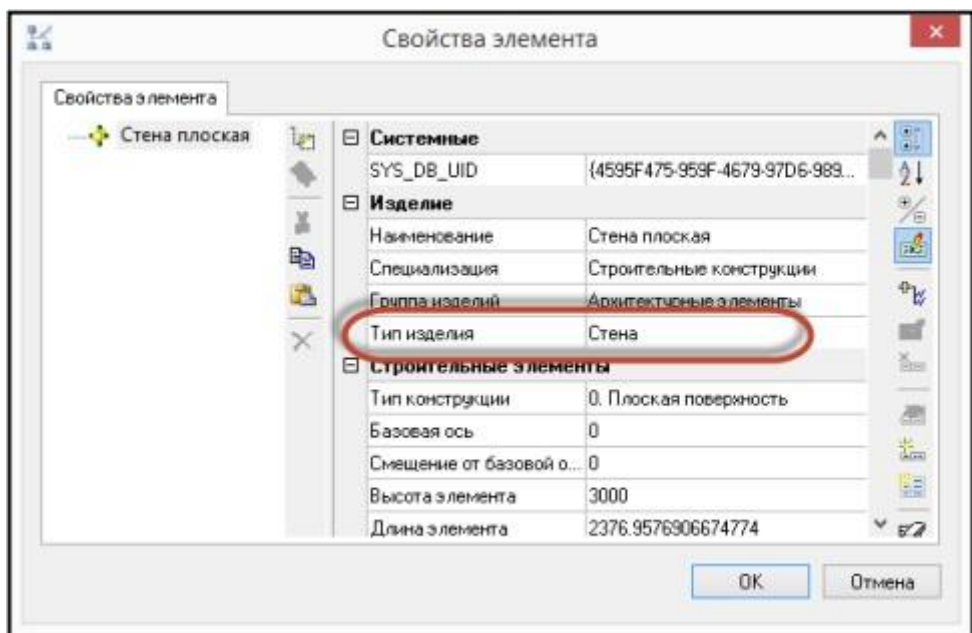 Свойства элемента
Свойства элемента
Стена плоская
Системные
SYS_DB_UID {4595F475-959F-4679-97D6-989...
Изделие
Наименование Стена плоская
Специализация Строительные конструкции
Группа изделий Архитектурные элементы
Тип изделия Стена
Строительные элементы
Тип конструкции 0. Плоская поверхность
Базовая ось 0
Смещение от базовой о... 0
Высота элемента 3000
Длина элемента 2376.9576906674774
OK Отмена